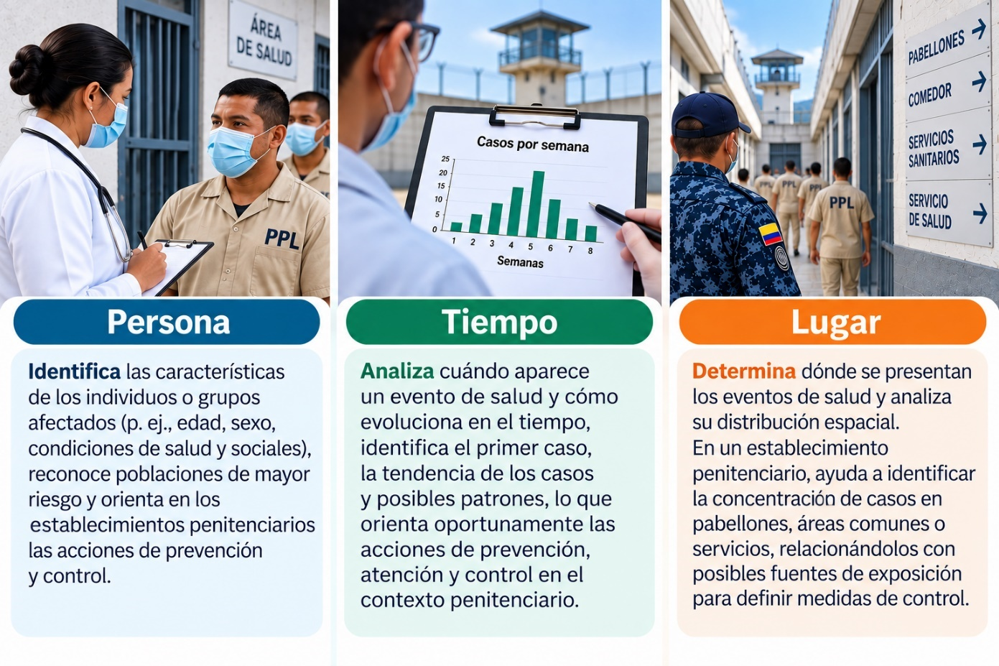 ÁREA
DE SALUD
PPL
Casos por semana
25
20
15
10
5
0
1 2 3 4 5 6 7 8
Semanas
PABELLONES
COMEDOR
SERVICIOS
SANITARIOS
SERVICIO
DE SALUD
PPL
PPL
PPL
PPL
Persona
Identifica las características
de los individuos o grupos
afectados (p. ej., edad, sexo,
condiciones de salud y sociales),
reconoce poblaciones de mayor
riesgo y orienta en los
establecimientos penitenciarios
las acciones de prevención
y control.
Tiempo
Analiza cuándo aparece
un evento de salud y cómo
evoluciona en el tiempo,
identifica el primer caso,
la tendencia de los casos
y posibles patrones, lo que
orienta oportunamente las
acciones de prevención,
atención y control en el
contexto penitenciario.
Lugar
Determina dónde se presentan
los eventos de salud y analiza
su distribución espacial.
En un establecimiento
penitenciario, ayuda a identificar
la concentración de casos en
pabellones, áreas comunes o
servicios, relacionándolos con
posibles fuentes de exposición
para definir medidas de control.